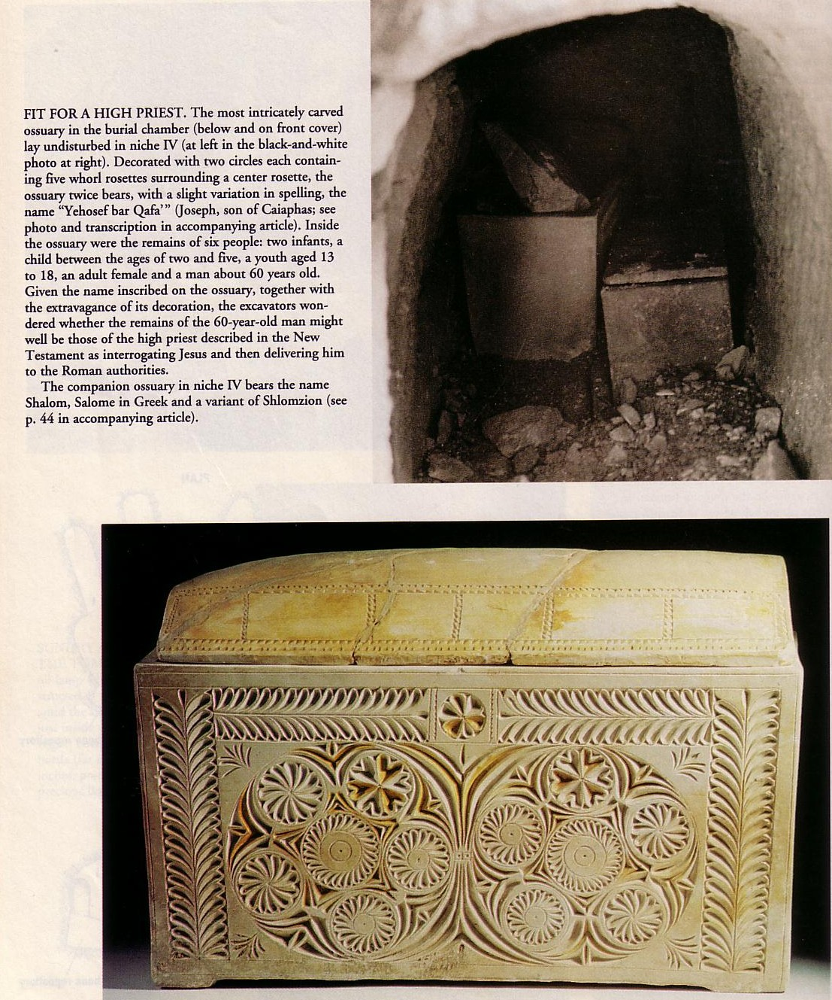 FIT FOR A HIGH PRIEST. The most intricately carved
ossuary in the burial chamber (below and on front cover)
lay undisturbed in niche IV (at left in the black-and-white
photo at right). Decorated with two circles each contain-
ing five whorl rosettes surrounding a center rosette, the
ossuary twice bears, with a slight variation in spelling, the
name “Yehosef bar Qafa’” (Joseph, son of Caiaphas; see
photo and transcription in accompanying article). Inside
the ossuary were the remains of six people: two infants, a
child between the ages of two and five, a youth aged 13
to 18, an adult female and a man about 60 years old.
Given the name inscribed on the ossuary, together with
the extravagance of its decoration, the excavators won-
dered whether the remains of the 60-year-old man might
well be those of the high priest described in the New
Testament as interrogating Jesus and then delivering him
to the Roman authorities.
The companion ossuary in niche IV bears the name
Shalom, Salome in Greek and a variant of Shlomzion (see
p. 44 in accompanying article).
PLAN